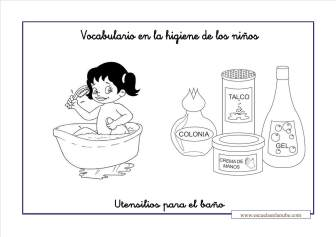 Vocabulario en la higiene de los niños
TALCO
COLONIA
GEL
CREMA DE
MANOS
Utensilios para el baño
www.escuelaenlanube.com